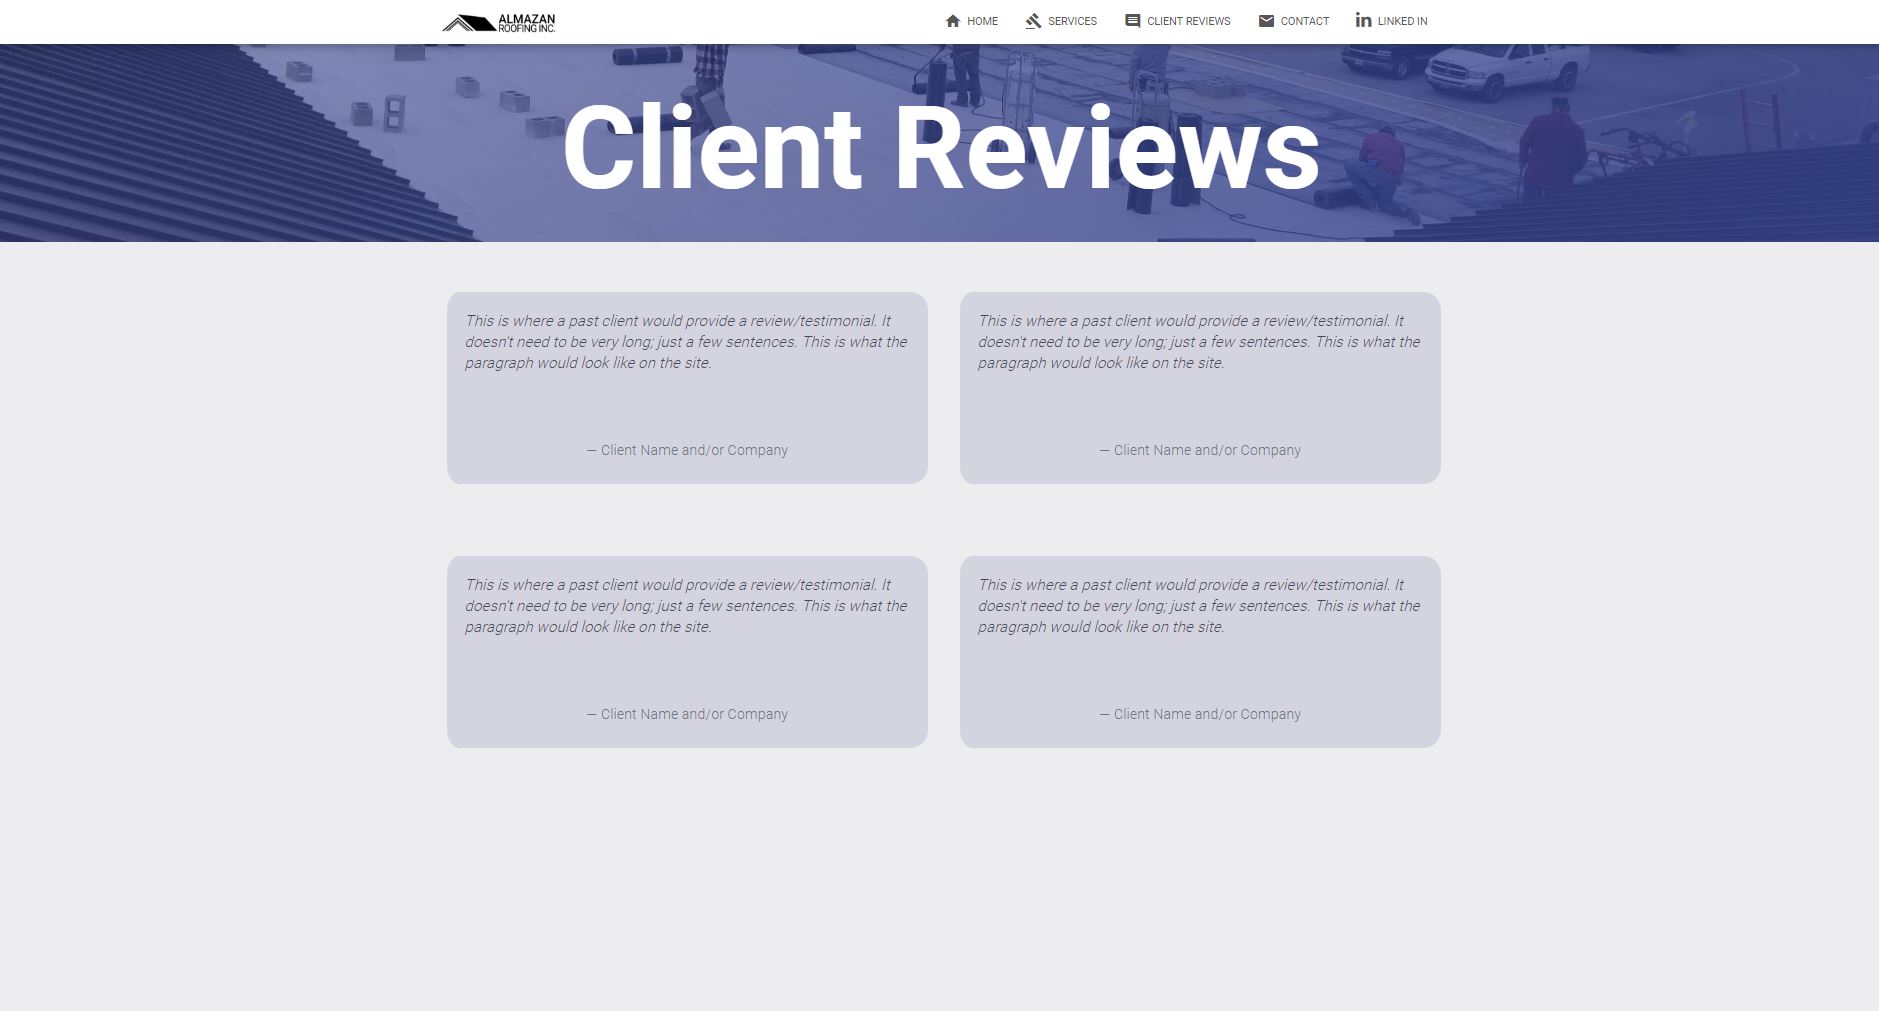 ALMAZAN
ROOFING INC.
HOME
SERVICES
CLIENT REVIEWS
CONTACT
LINKED IN
Client Reviews
This is where a past client would provide a review/testimonial. It
doesn't need to be very long; just a few sentences. This is what the
paragraph would look like on the site.
— Client Name and/or Company
This is where a past client would provide a review/testimonial. It
doesn't need to be very long; just a few sentences. This is what the
paragraph would look like on the site.
— Client Name and/or Company
This is where a past client would provide a review/testimonial. It
doesn't need to be very long; just a few sentences. This is what the
paragraph would look like on the site.
— Client Name and/or Company
This is where a past client would provide a review/testimonial. It
doesn't need to be very long; just a few sentences. This is what the
paragraph would look like on the site.
— Client Name and/or Company